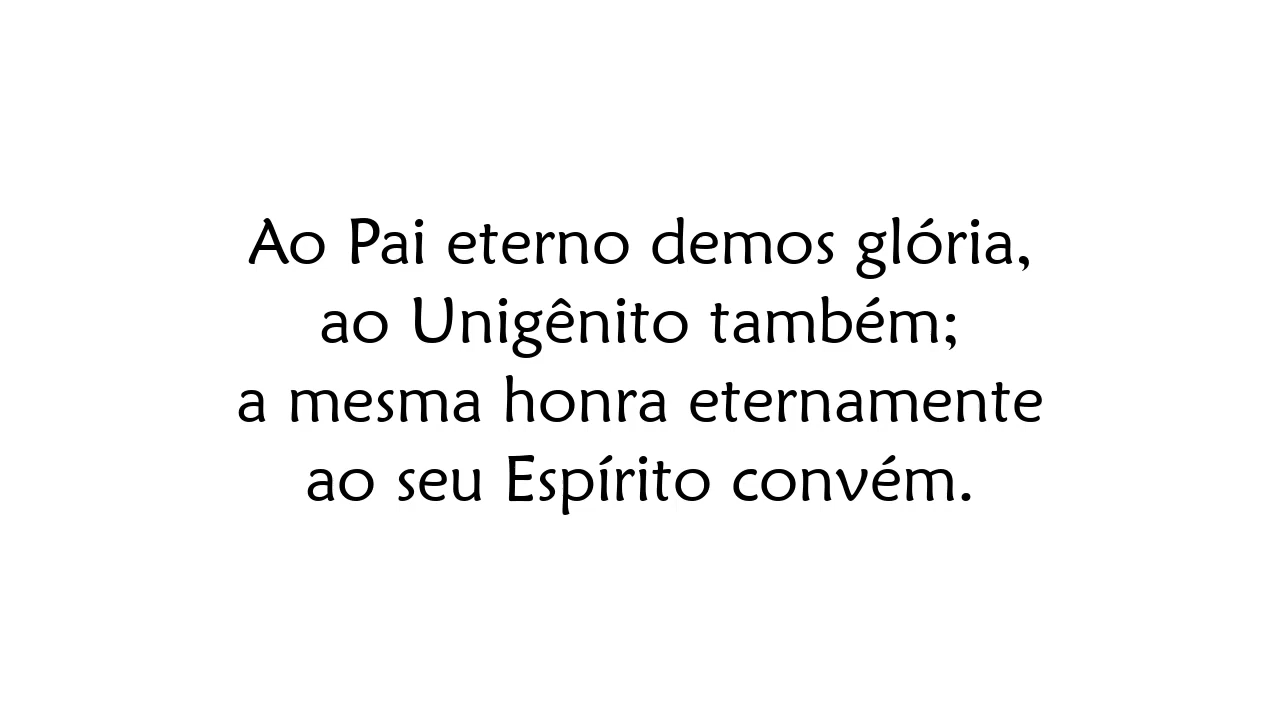 Ao Pai eterno demos glória,
ao Unigênito também;
a mesma honra eternamente
ao seu Espírito convém.